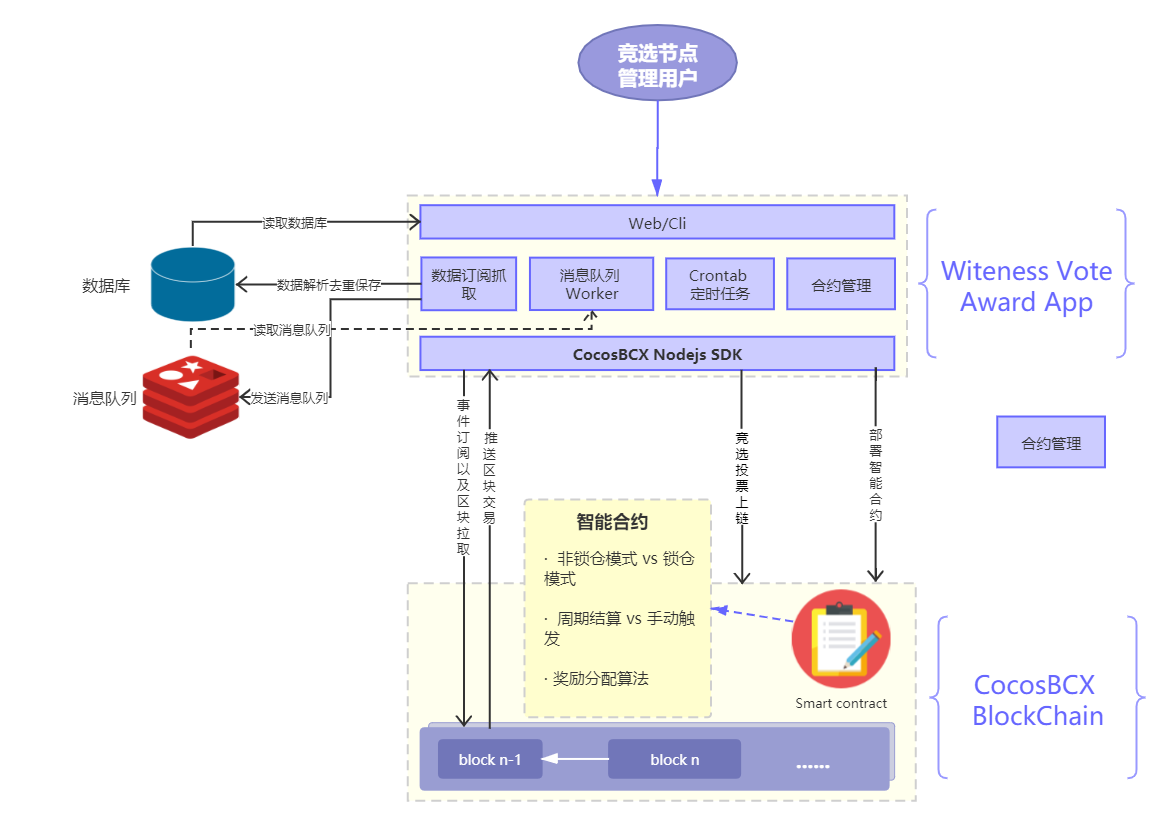 竞选节点
管理用户
读取数据库
Web/Cli
数据库
数据解析去重保存
数据订阅抓
取
消息队列
Worker
Crontab
定时任务
合约管理
Witeness Vote
Award App
读取消息队列
CocosBCX Nodejs SDK
消息队列
发送消息队列
事件订阅以及区块拉取
推送区块交易
竞选投票上链
部署智能合约
合约管理
智能合约
· 非锁仓模式 vs 锁仓
模式
· 周期结算 vs 手动触
发
· 奖励分配算法
Smart contract
CocosBCX
BlockChain
block n-1
block n
......